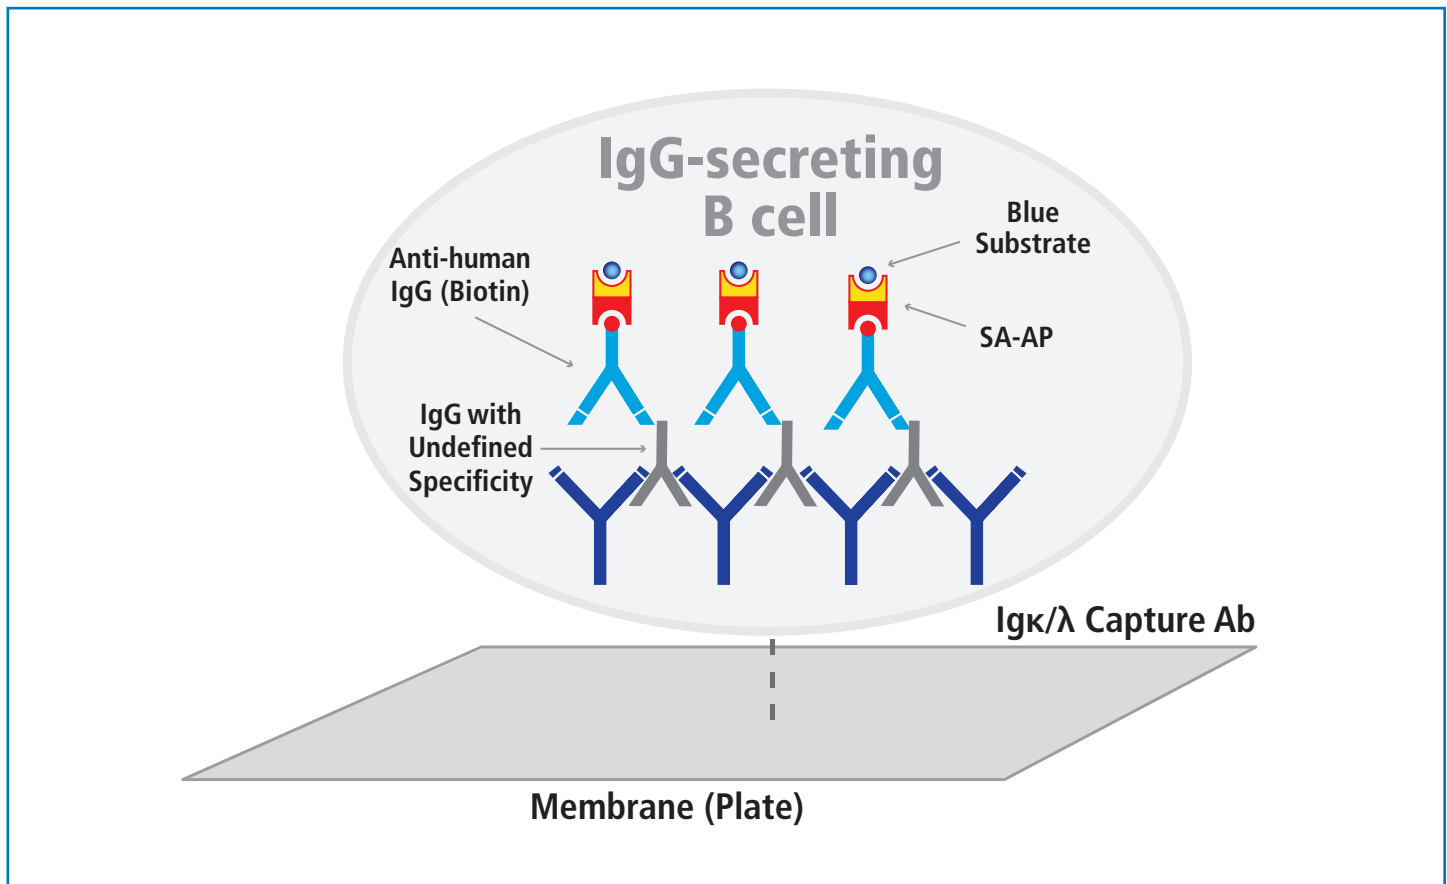 IgG-secreting
B cell
Blue
Substrate
Anti-human
IgG (Biotin)
SA-AP
IgG with
Undefined
Specificity
Igκ/λ Capture Ab
Membrane (Plate)